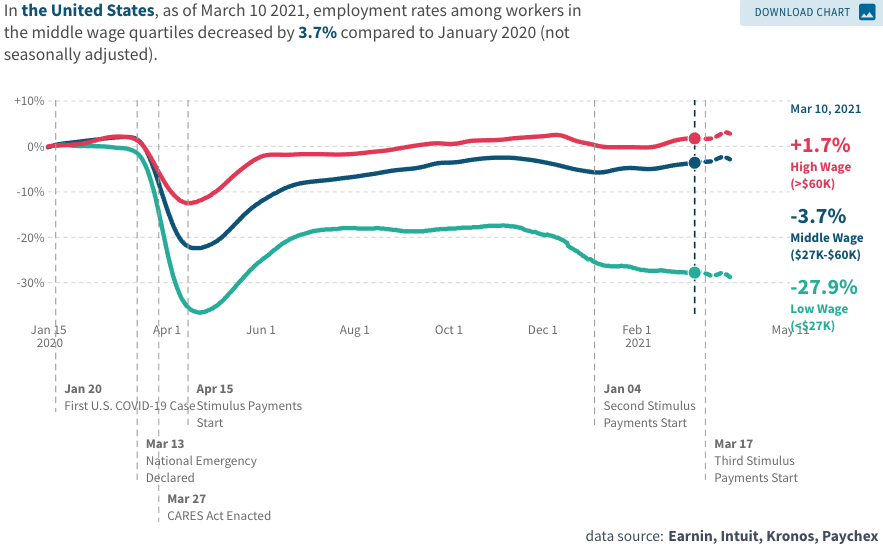 In the United States, as of March 10 2021, employment rates among workers in
the middle wage quartiles decreased by 3.7% compared to January 2020 (not
seasonally adjusted).
DOWNLOAD CHART
+10%
0%
-10%
-20%
-30%
Mar 10, 2021
+1.7%
High Wage
(>$60K)
-3.7%
Middle Wage
($27K-$60K)
-27.9%
Low Wage
(<$27K)
Jan 15
2020
Apr 1
Jun 1
Aug 1
Oct 1
Dec 1
Feb 1
2021
May 11
Jan 20
First U.S. COVID-19 Case
Apr 15
Stimulus Payments
Start
Jan 04
Second Stimulus
Payments Start
Mar 13
National Emergency
Declared
Mar 17
Third Stimulus
Payments Start
Mar 27
CARES Act Enacted
data source: Earnin, Intuit, Kronos, Paychex